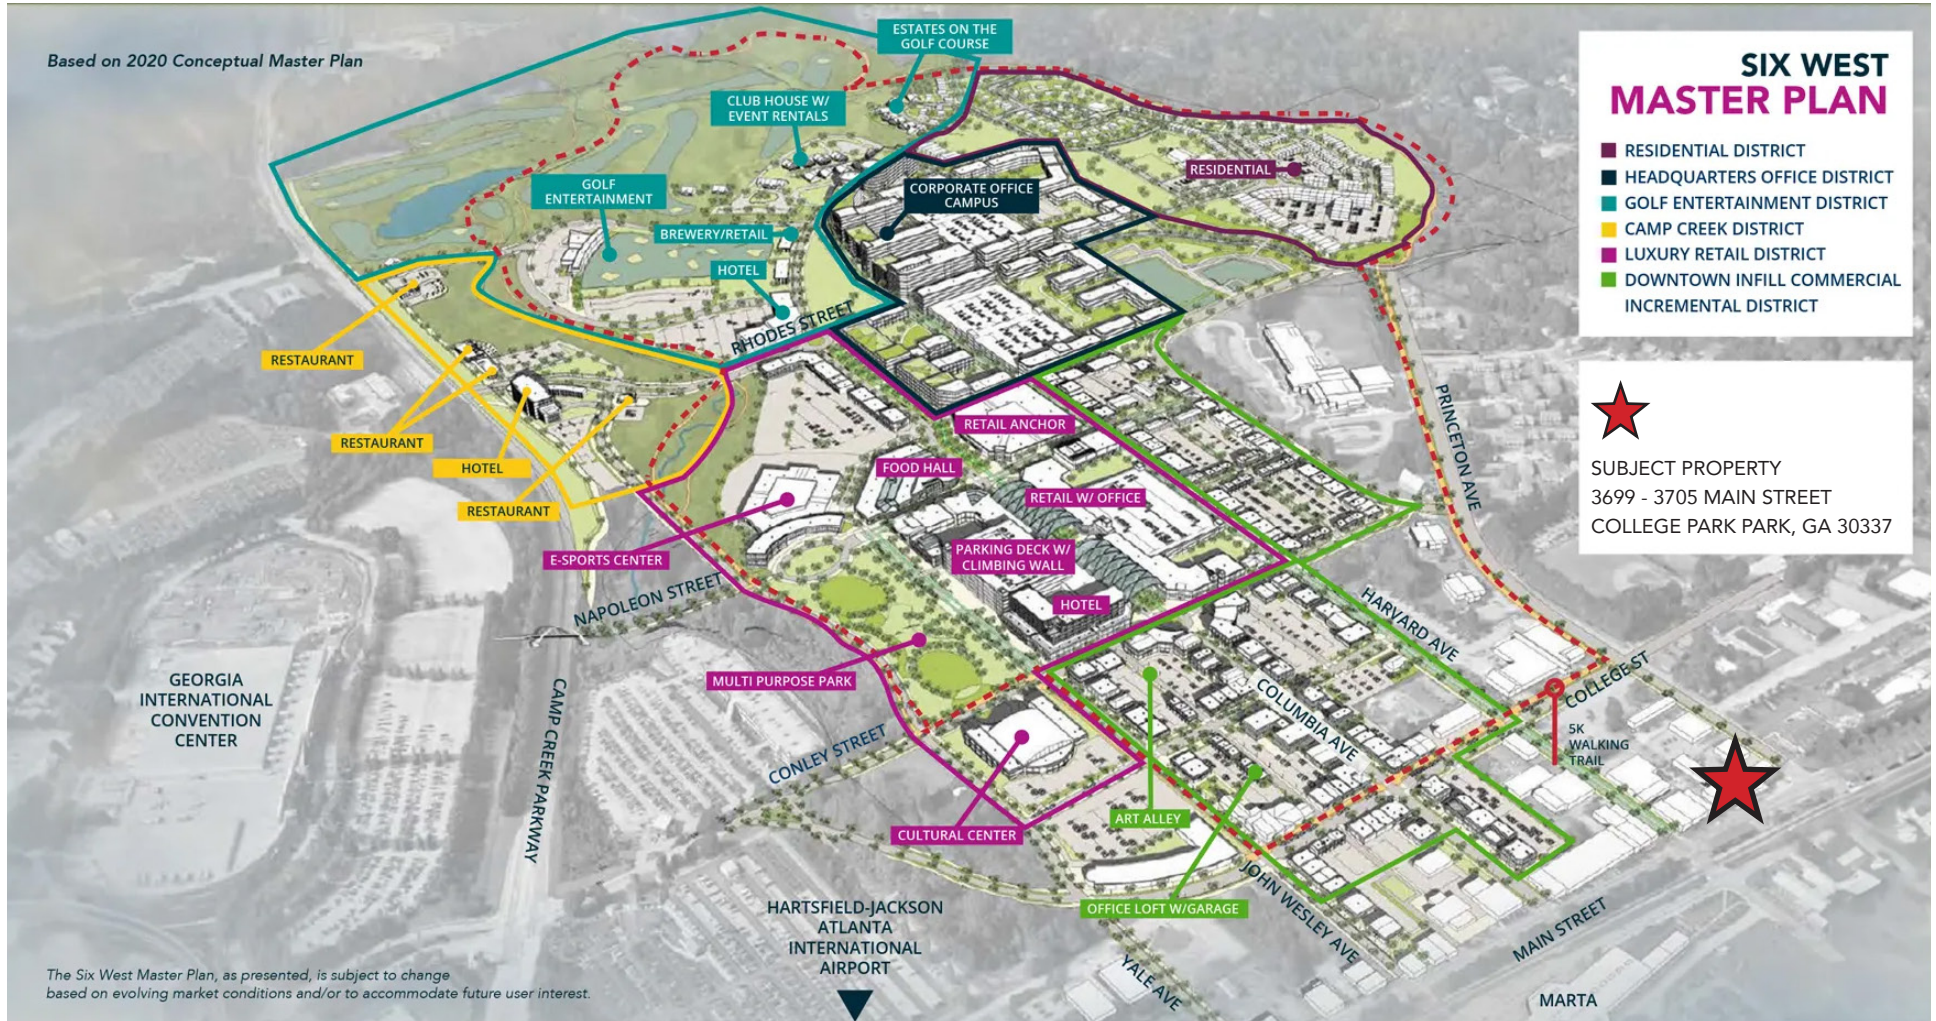 Based on 2020 Conceptual Master Plan
ESTATES ON THE
GOLF COURSE
CLUB HOUSE W/
EVENT RENTALS
GOLF
ENTERTAINMENT
BREWERY/RETAIL
HOTEL
RHODES STREET
CORPORATE OFFICE
CAMPUS
RESIDENTIAL
SIX WEST
MASTER PLAN
RESIDENTIAL DISTRICT
HEADQUARTERS OFFICE DISTRICT
GOLF ENTERTAINMENT DISTRICT
CAMP CREEK DISTRICT
LUXURY RETAIL DISTRICT
DOWNTOWN INFILL COMMERCIAL
INCREMENTAL DISTRICT
SUBJECT PROPERTY
3699 - 3705 MAIN STREET
COLLEGE PARK PARK, GA 30337
RESTAURANT
RESTAURANT
HOTEL
RESTAURANT
RETAIL ANCHOR
FOOD HALL
RETAIL W/ OFFICE
E-SPORTS CENTER
PARKING DECK W/
CLIMBING WALL
HOTEL
PRINCETON AVE
NAPOLEON STREET
HARVARD AVE
MULTI PURPOSE PARK
GEORGIA
INTERNATIONAL
CONVENTION
CENTER
CAMP CREEK PARKWAY
CONLEY STREET
COLUMBIA AVE
COLLEGE ST
5K
WALKING
TRAIL
CULTURAL CENTER
ART ALLEY
OFFICE LOFT W/GARAGE
JOHN WESLEY AVE
MAIN STREET
YALE AVE
HARTSFIELD-JACKSON
ATLANTA
INTERNATIONAL
AIRPORT
MARTA
The Six West Master Plan, as presented, is subject to change
based on evolving market conditions and/or to accommodate future user interest.